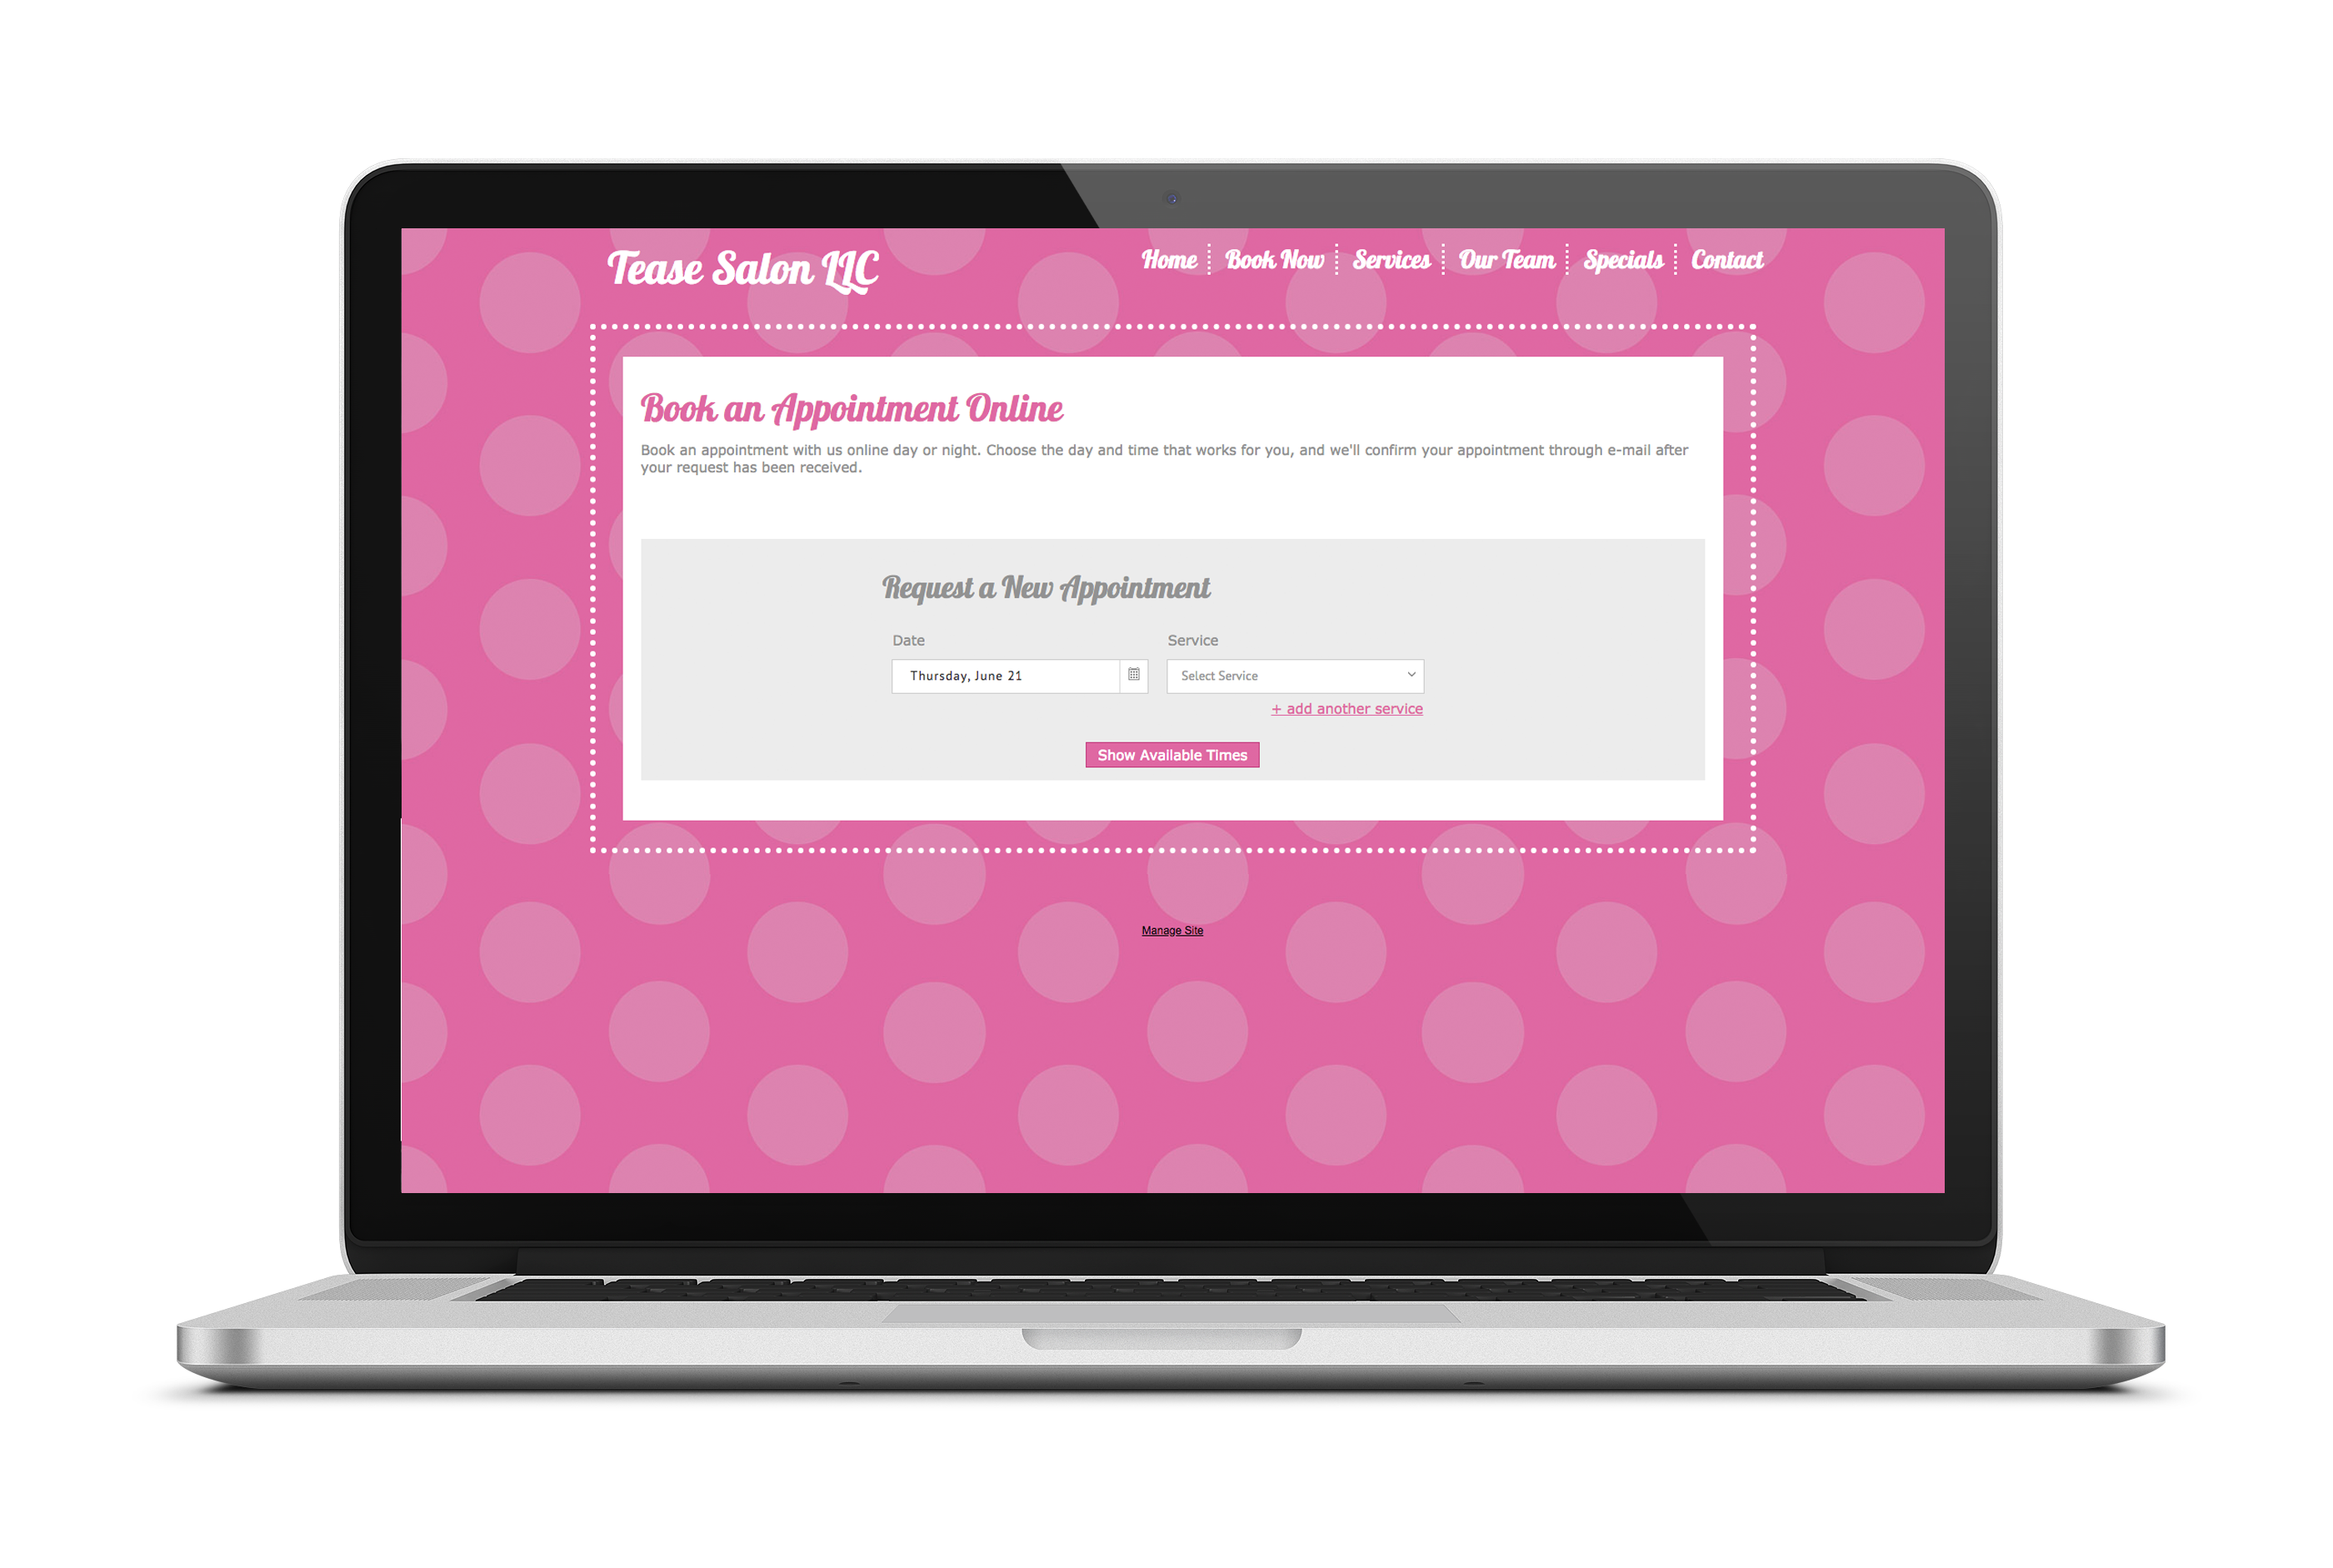 Tease Salon LLC
Home Book Now Services Our Team Specials Contact
Book an Appointment Online
Book an appointment with us online day or night. Choose the day and time that works for you, and we'll confirm your appointment through e-mail after
your request has been received.
Request a New Appointment
Date Service
Thursday, June 21 Select Service
+ add another service
Show Available Times
Manage Site